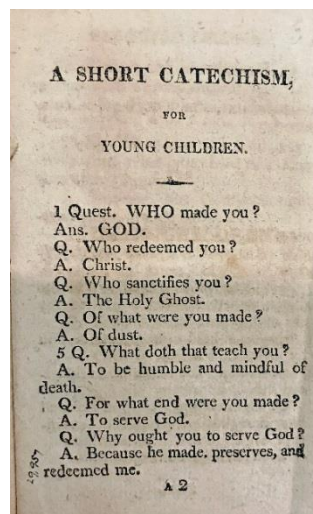 A SHORT CATECHISM,
FOR
YOUNG CHILDREN.
1 Quest. WHO made you?
Ans. GOD.
Q. Who redeemed you?
A. Christ.
Q. Who sanctifies you?
A. The Holy Ghost.
Q. Of what were you made?
A. Of dust.
5 Q. What doth that teach you?
A. To be humble and mindful of
death.
Q. For what end were you made?
A. To serve God.
Q. Why ought you to serve God?
A. Because he made, preserves, and
redeemed me.
A 2